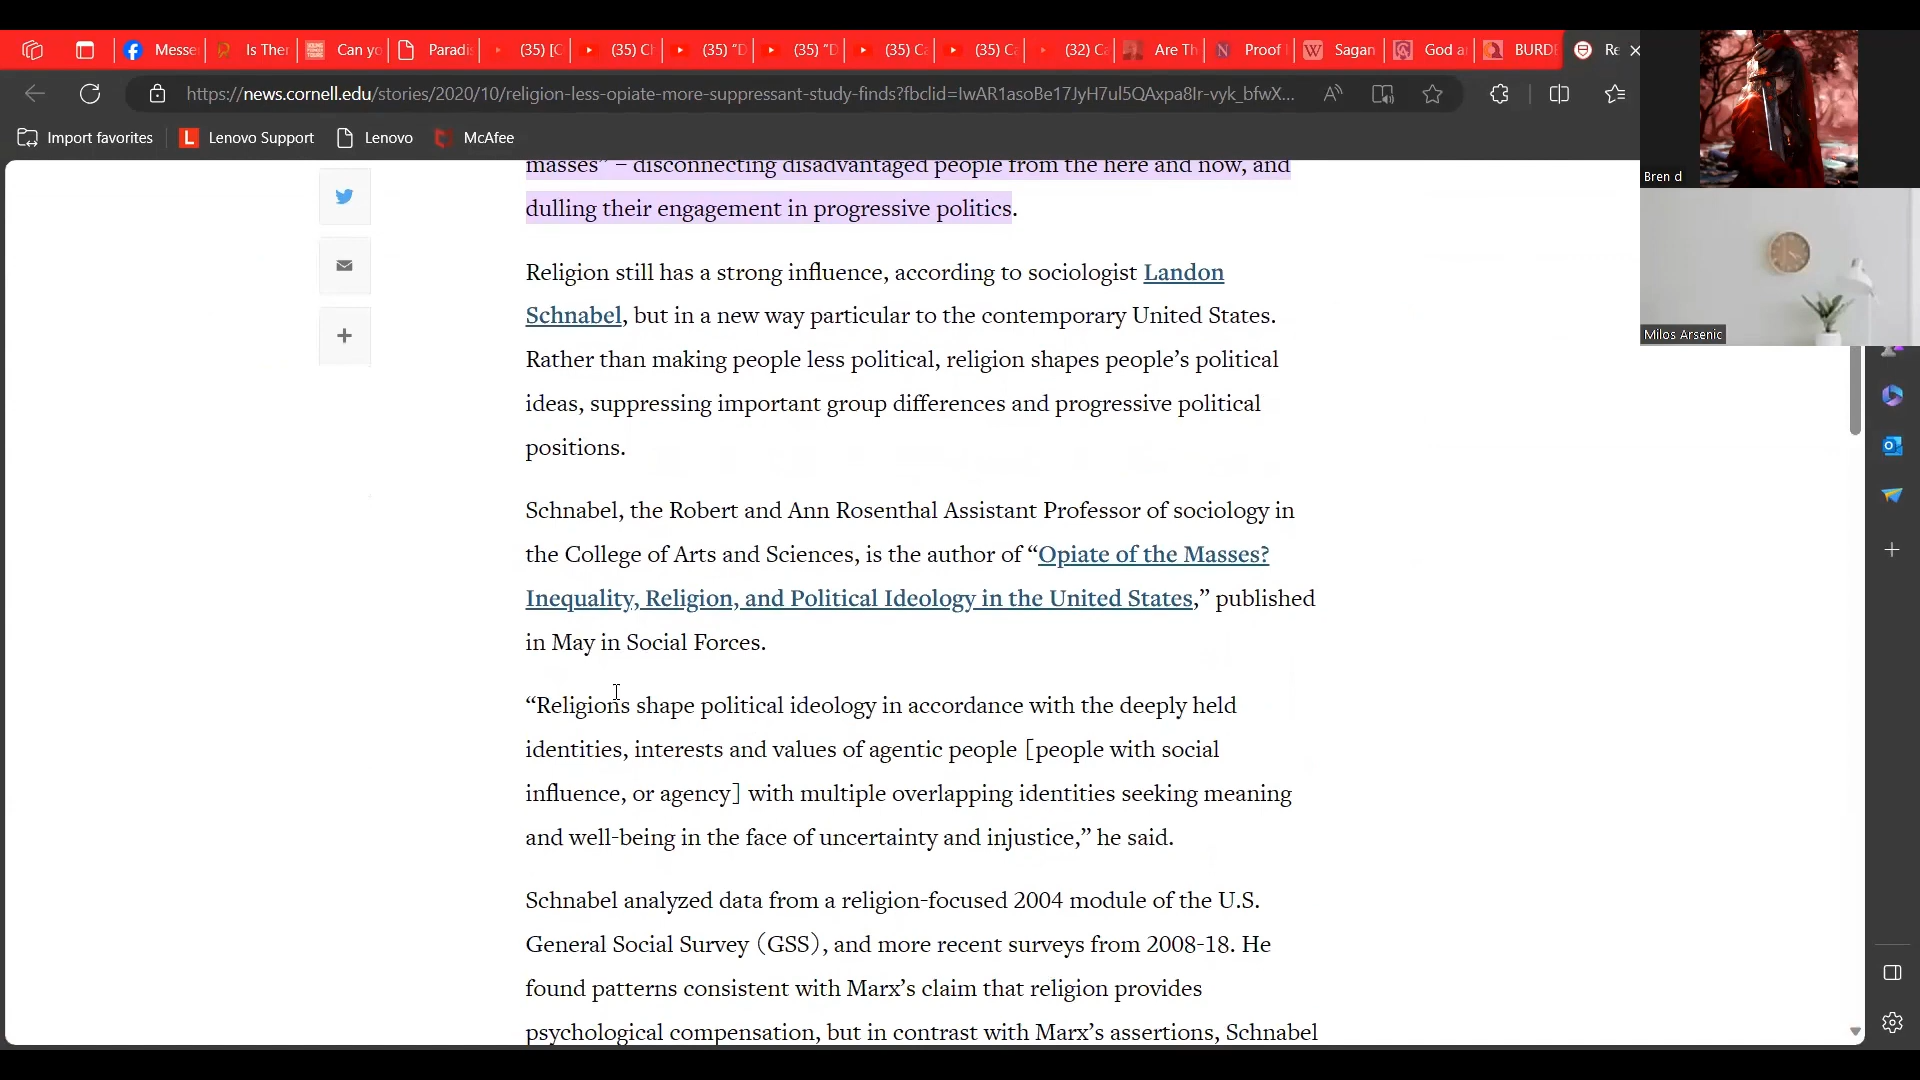 Messe
Is Ther
Can yo
Paradis
(35) [C
(35) Ch
(35) “D
(35) “D
(35) Ca
(35) Ca
(32) Ca
Are Th
Proof
Sagan
God an
BURDE
Re
https://news.cornell.edu/stories/2020/10/religion-less-opiate-more-suppressant-study-finds?fbclid=IwAR1asoBe17JyH7ul5QAxpa8Ir-vyk_bfwX...
Import favorites
Lenovo Support
Lenovo
McAfee
Bren d
Milos Arsenic
masses” – disconnecting disadvantaged people from the here and now, and
dulling their engagement in progressive politics.
Religion still has a strong influence, according to sociologist Landon
Schnabel, but in a new way particular to the contemporary United States.
Rather than making people less political, religion shapes people’s political
ideas, suppressing important group differences and progressive political
positions.
Schnabel, the Robert and Ann Rosenthal Assistant Professor of sociology in
the College of Arts and Sciences, is the author of “Opiate of the Masses?
Inequality, Religion, and Political Ideology in the United States,” published
in May in Social Forces.
“Religions shape political ideology in accordance with the deeply held
identities, interests and values of agentic people [people with social
influence, or agency] with multiple overlapping identities seeking meaning
and well-being in the face of uncertainty and injustice,” he said.
Schnabel analyzed data from a religion-focused 2004 module of the U.S.
General Social Survey (GSS), and more recent surveys from 2008-18. He
found patterns consistent with Marx’s claim that religion provides
psychological compensation, but in contrast with Marx’s assertions, Schnabel